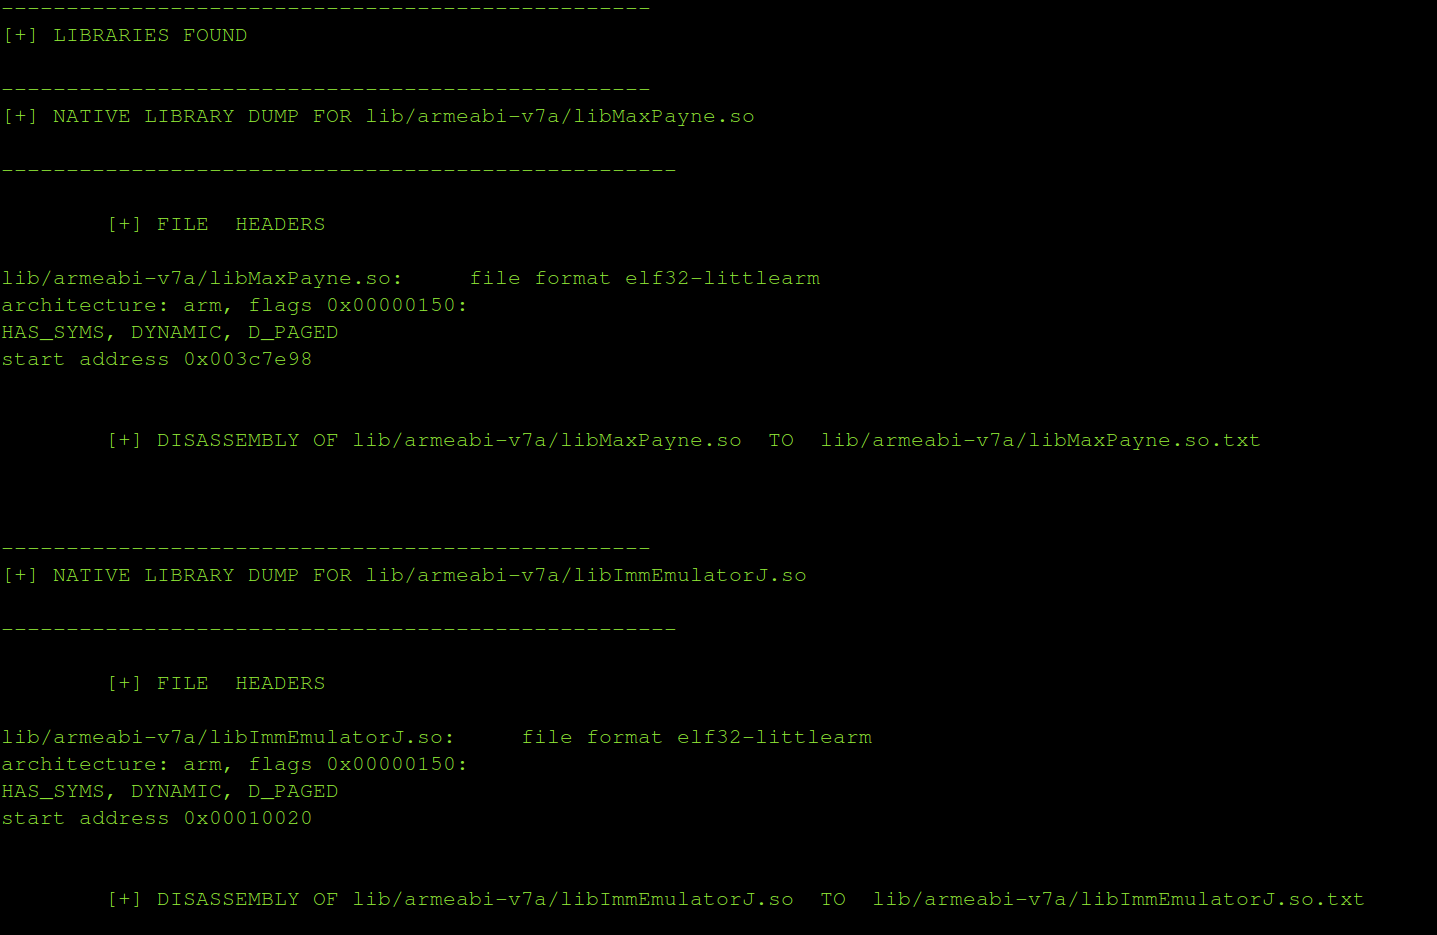 --------------------------------------------------
[+] LIBRARIES FOUND
--------------------------------------------------
[+] NATIVE LIBRARY DUMP FOR lib/armeabi-v7a/libMaxPayne.so
----------------------------------------------------
[+] FILE  HEADERS
lib/armeabi-v7a/libMaxPayne.so:     file format elf32-littlearm
architecture: arm, flags 0x00000150:
HAS_SYMS, DYNAMIC, D_PAGED
start address 0x003c7e98
[+] DISASSEMBLY OF lib/armeabi-v7a/libMaxPayne.so  TO  lib/armeabi-v7a/libMaxPayne.so.txt
--------------------------------------------------
[+] NATIVE LIBRARY DUMP FOR lib/armeabi-v7a/libImmEmulatorJ.so
----------------------------------------------------
[+] FILE  HEADERS
lib/armeabi-v7a/libImmEmulatorJ.so:     file format elf32-littlearm
architecture: arm, flags 0x00000150:
HAS_SYMS, DYNAMIC, D_PAGED
start address 0x00010020
[+] DISASSEMBLY OF lib/armeabi-v7a/libImmEmulatorJ.so  TO  lib/armeabi-v7a/libImmEmulatorJ.so.txt